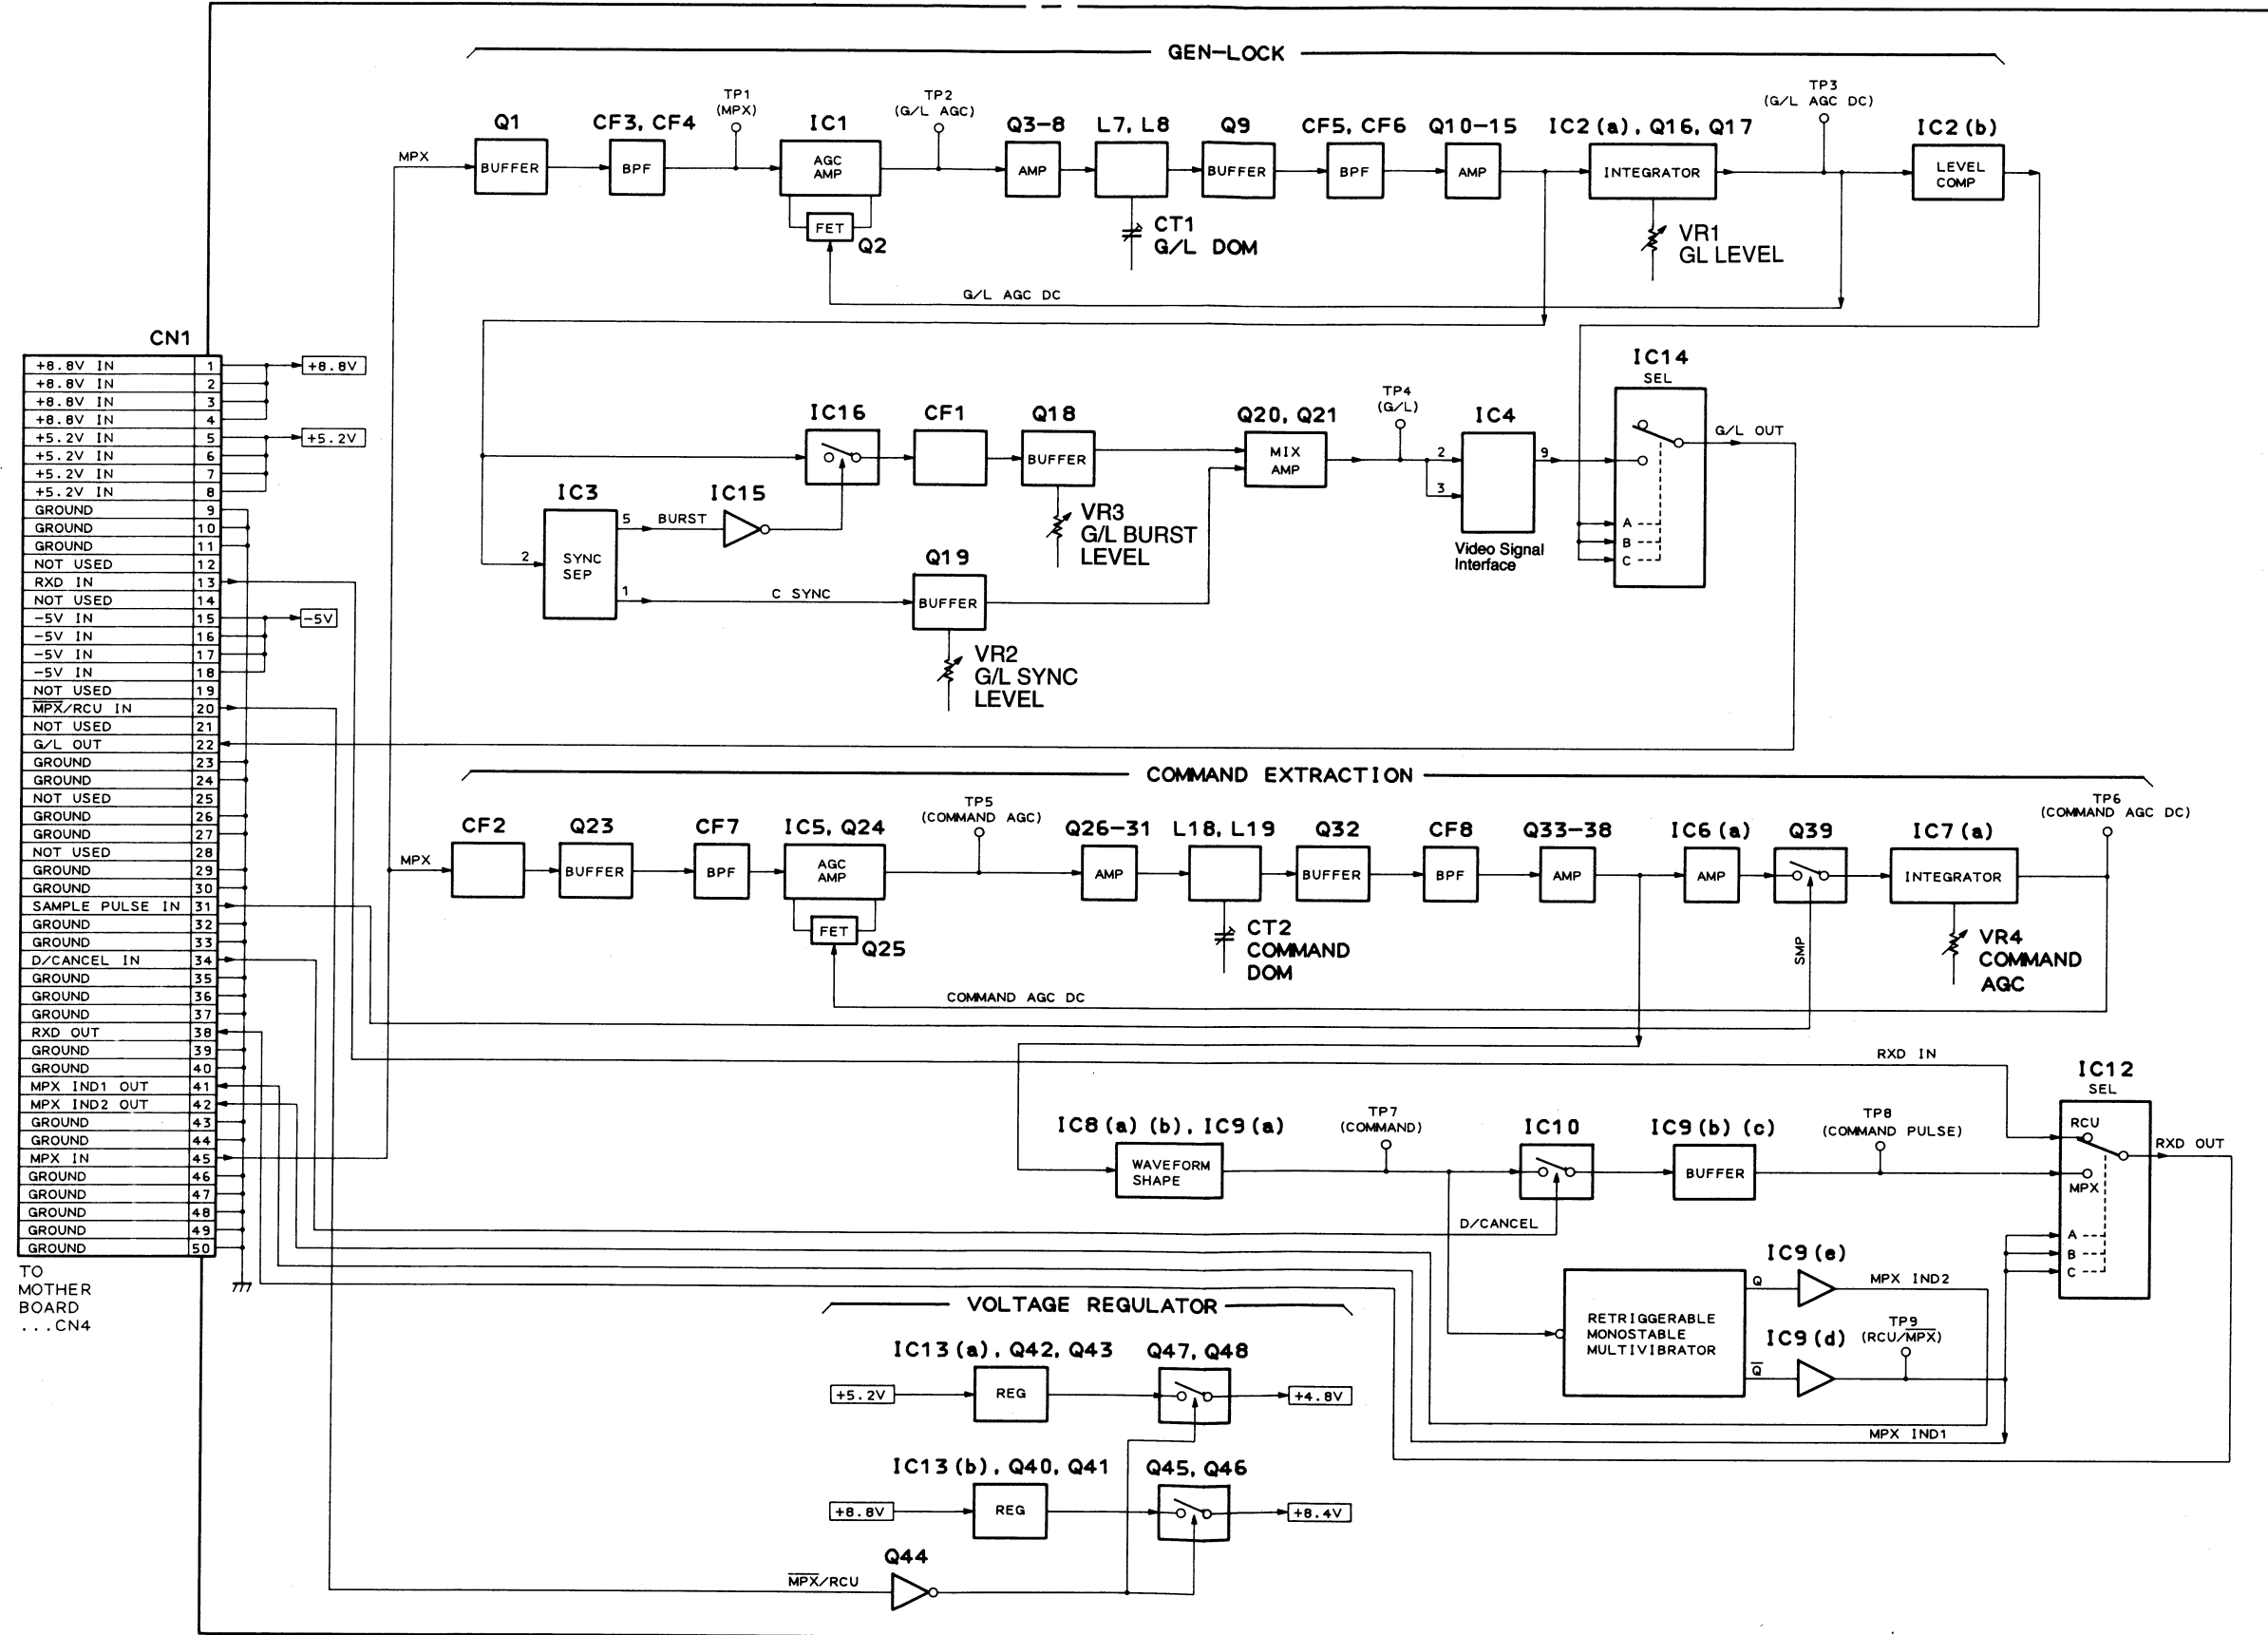 GEN-LOCK
TP1
(MPX)
TP2
(G/L AGC)
TP3
(G/L AGC DC)
Q1
CF3, CF4
IC1
Q3-8
L7, L8
Q9
CF5, CF6
Q10-15
IC2(a), Q16, Q17
IC2(b)
MPX
BUFFER
BPF
AGC
AMP
AMP
BUFFER
BPF
AMP
INTEGRATOR
LEVEL
COMP
FET
Q2
CT1
G/L DOM
VR1
GL LEVEL
G/L AGC DC
CN1
+8.8V IN 1
+8.8V
+8.8V IN 2
+8.8V IN 3
+8.8V IN 4
+5.2V IN 5
+5.2V
+5.2V IN 6
+5.2V IN 7
+5.2V IN 8
GROUND 9
GROUND 10
GROUND 11
NOT USED 12
RXD IN 13
NOT USED 14
-5V IN 15
-5V
-5V IN 16
-5V IN 17
-5V IN 18
NOT USED 19
M̅P̅X̅/RCU IN 20
NOT USED 21
G/L OUT 22
GROUND 23
GROUND 24
NOT USED 25
GROUND 26
GROUND 27
NOT USED 28
GROUND 29
GROUND 30
SAMPLE PULSE IN 31
GROUND 32
GROUND 33
D/CANCEL IN 34
GROUND 35
GROUND 36
GROUND 37
RXD OUT 38
GROUND 39
GROUND 40
MPX IND1 OUT 41
MPX IND2 OUT 42
GROUND 43
GROUND 44
MPX IN 45
GROUND 46
GROUND 47
GROUND 48
GROUND 49
GROUND 50
TO
MOTHER
BOARD
...CN4
IC14
SEL
IC16
CF1
Q18
Q20, Q21
TP4
(G/L)
IC4
G/L OUT
BUFFER
MIX
AMP
2
3
9
IC3
IC15
5
BURST
VR3
G/L BURST
LEVEL
Video Signal
Interface
A
B
C
2
SYNC
SEP
1
C SYNC
Q19
BUFFER
VR2
G/L SYNC
LEVEL
COMMAND EXTRACTION
TP5
(COMMAND AGC)
TP6
(COMMAND AGC DC)
CF2
Q23
CF7
IC5, Q24
Q26-31
L18, L19
Q32
CF8
Q33-38
IC6(a)
Q39
IC7(a)
MPX
BUFFER
BPF
AGC
AMP
AMP
BUFFER
BPF
AMP
AMP
INTEGRATOR
FET
Q25
CT2
COMMAND
DOM
SMP
VR4
COMMAND
AGC
COMMAND AGC DC
RXD IN
IC12
SEL
IC8(a)(b), IC9(a)
TP7
(COMMAND)
IC10
IC9(b)(c)
TP8
(COMMAND PULSE)
RCU
RXD OUT
WAVEFORM
SHAPE
BUFFER
MPX
D/CANCEL
A
B
C
IC9(e)
Q
MPX IND2
RETRIGGERABLE
MONOSTABLE
MULTIVIBRATOR
IC9(d)
TP9
(RCU/M̅P̅X̅)
Q̅
MPX IND1
VOLTAGE REGULATOR
IC13(a), Q42, Q43
Q47, Q48
+5.2V
REG
+4.8V
IC13(b), Q40, Q41
Q45, Q46
+8.8V
REG
+8.4V
Q44
M̅P̅X̅/RCU